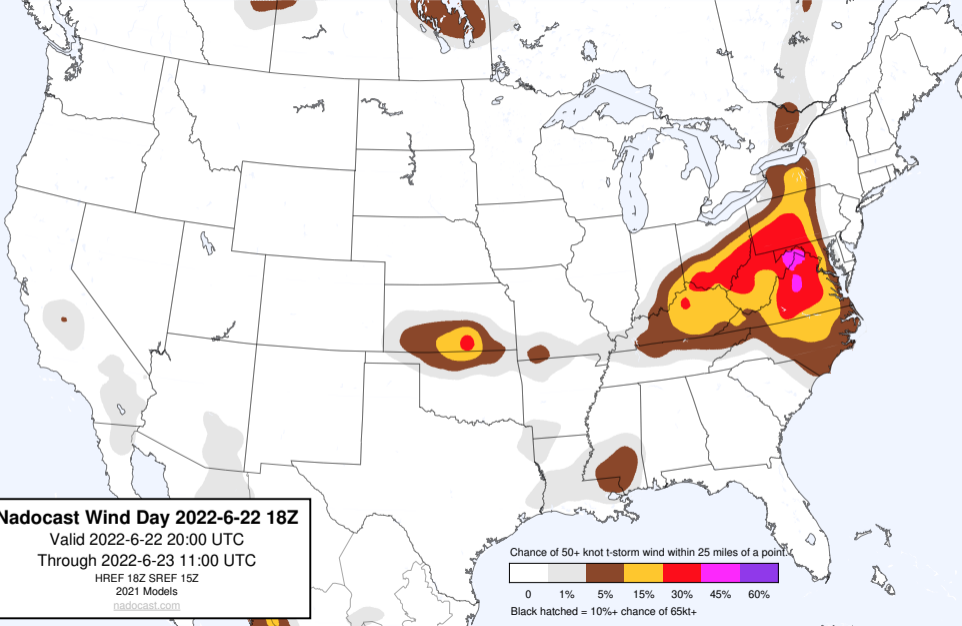 Nadocast Wind Day 2022-6-22 18Z
Valid 2022-6-22 20:00 UTC
Through 2022-6-23 11:00 UTC
HREF 18Z SREF 15Z
2021 Models
nadocast.com
Chance of 50+ knot t-storm wind within 25 miles of a point.
0 1% 5% 15% 30% 45% 60%
Black hatched = 10%+ chance of 65kt+